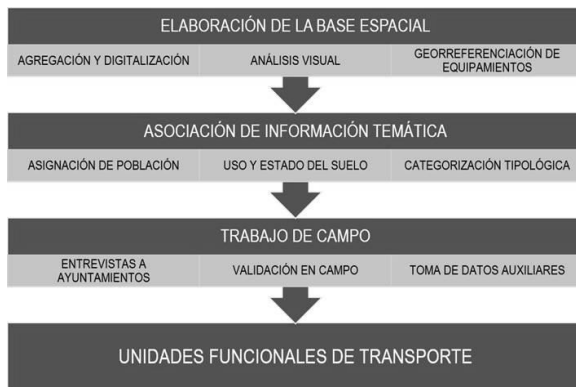 ELABORACIÓN DE LA BASE ESPACIAL
AGREGACIÓN Y DIGITALIZACIÓN
ANÁLISIS VISUAL
GEORREFERENCIACIÓN DE
EQUIPAMIENTOS
ASOCIACIÓN DE INFORMACIÓN TEMÁTICA
ASIGNACIÓN DE POBLACIÓN
USO Y ESTADO DEL SUELO
CATEGORIZACIÓN TIPOLÓGICA
TRABAJO DE CAMPO
ENTREVISTAS A
AYUNTAMIENTOS
VALIDACIÓN EN CAMPO
TOMA DE DATOS AUXILIARES
UNIDADES FUNCIONALES DE TRANSPORTE